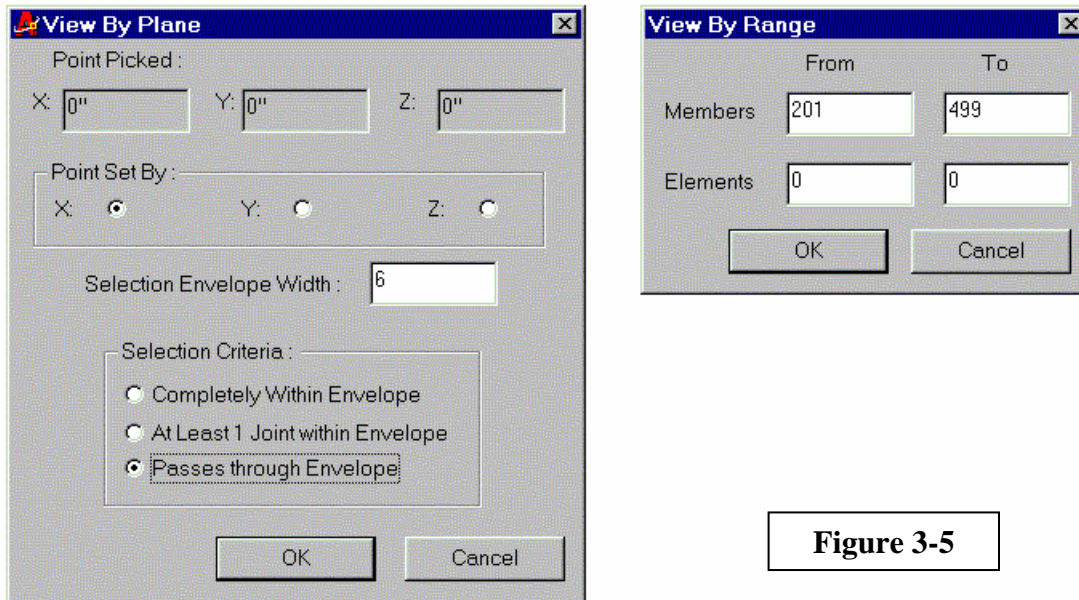 View By Plane
Point Picked :
X: 0" Y: 0" Z: 0"
Point Set By :
X: Y: Z:
Selection Envelope Width : 6
Selection Criteria :
Completely Within Envelope
At Least 1 Joint within Envelope
Passes through Envelope
OK Cancel
View By Range
From To
Members 201 499
Elements 0 0
OK Cancel
Figure 3-5